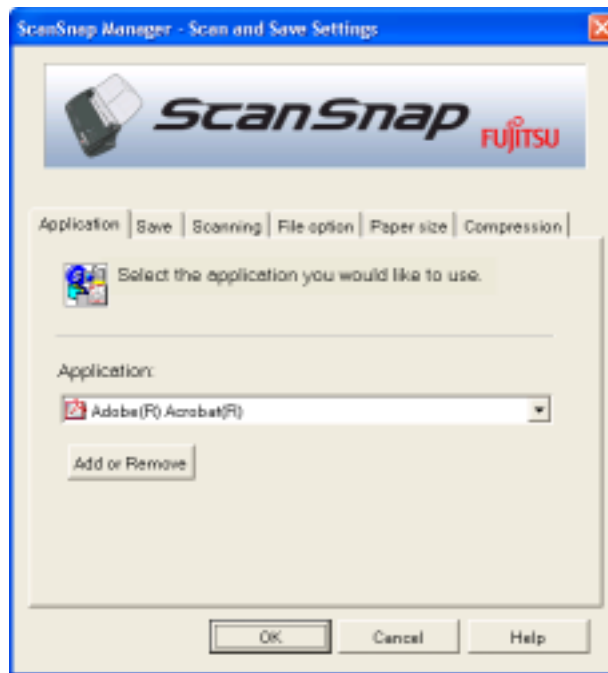 ScanSnap Manager - Scan and Save Settings
ScanSnap
FUJITSU
Application Save Scanning File option Paper size Compression
Select the application you would like to use.
Application:
Adobe(R) Acrobat(R)
Add or Remove
OK Cancel Help